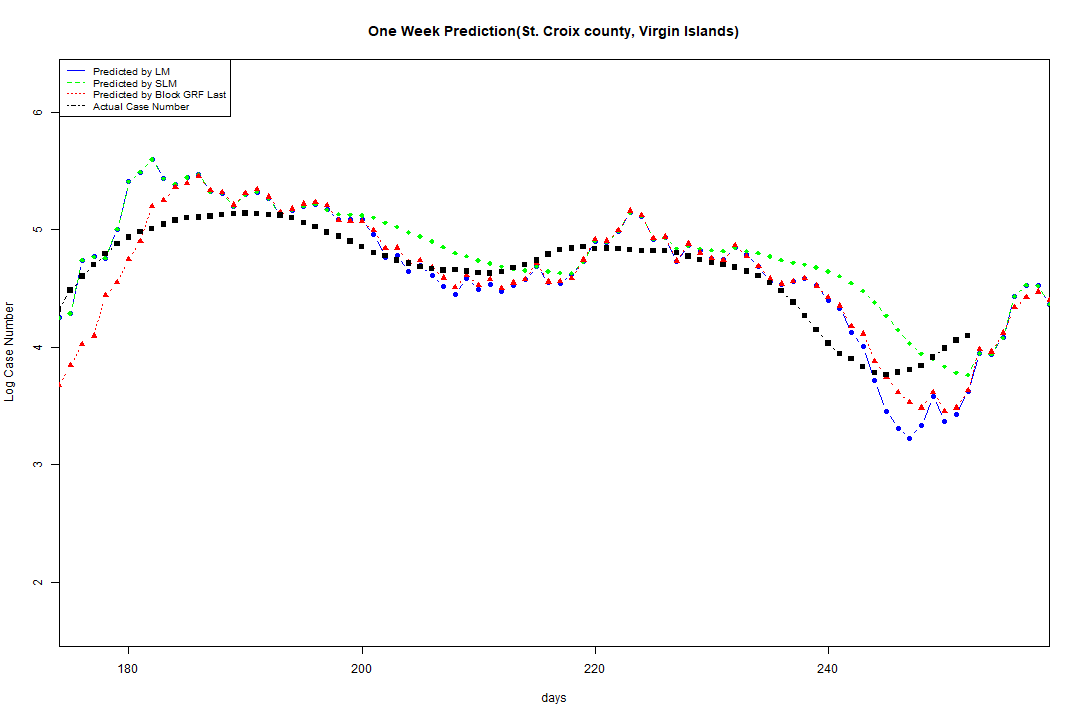 One Week Prediction(St. Croix county, Virgin Islands)
Predicted by LM
Predicted by SLM
Predicted by Block GRF Last
Actual Case Number
6
5
4
3
2
Log Case Number
180 200 220 240
days